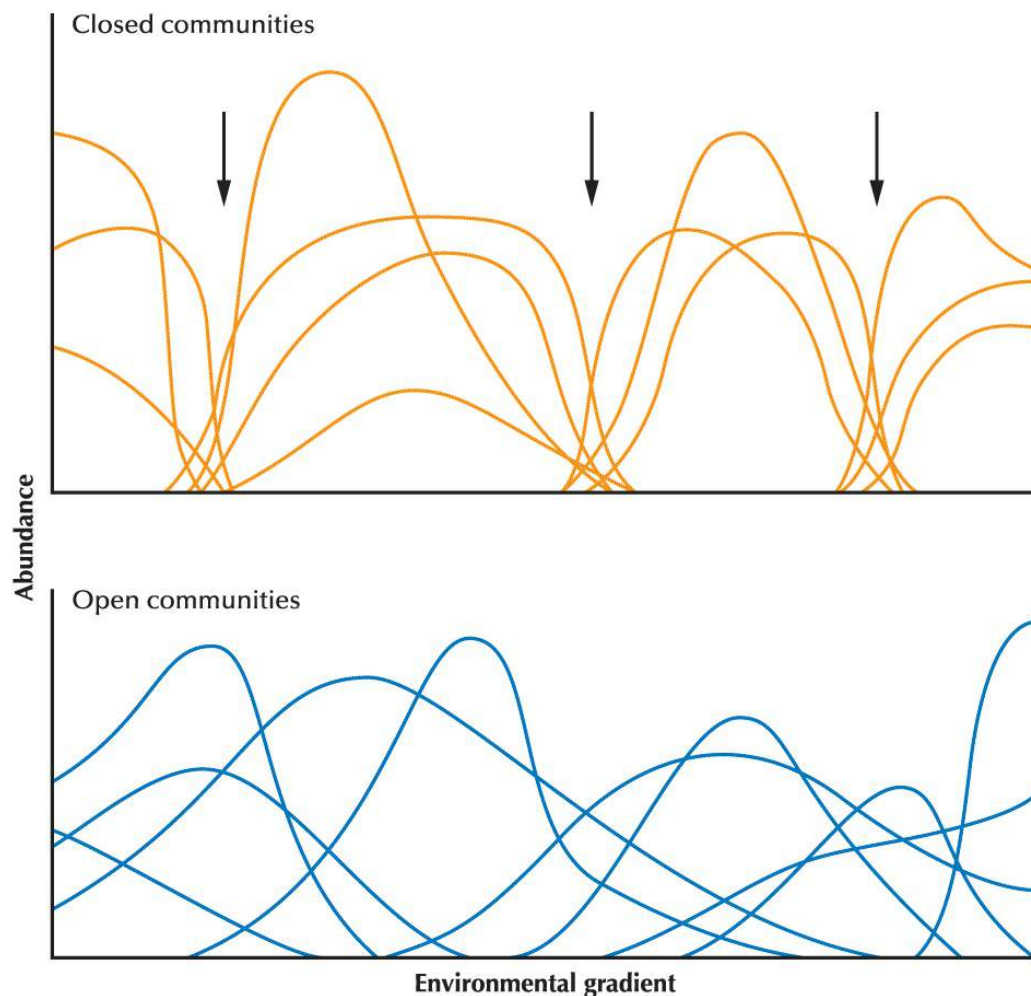 Closed communities
Abundance
Open communities
Environmental gradient